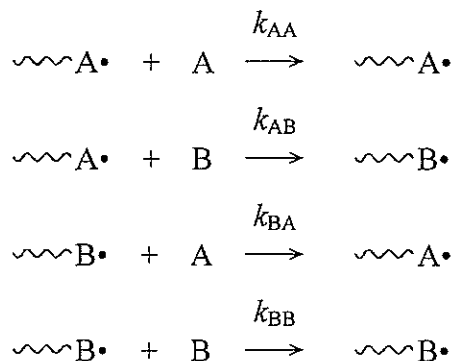 k_AA
A• + A → A•
k_AB
A• + B → B•
k_BA
B• + A → A•
k_BB
B• + B → B•